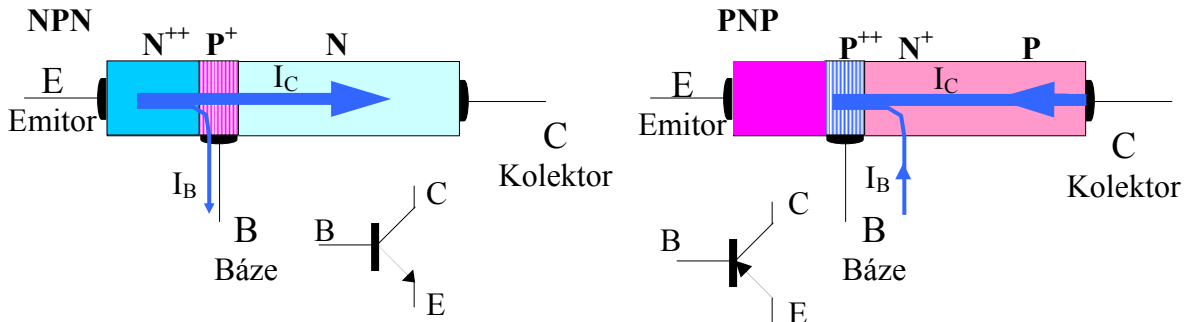 NPN
N++ P+ N
E
Emitor
IC
IB
C
Kolektor
B
Báze
C
B
E
PNP
P++ N+ P
E
Emitor
IC
IB
C
Kolektor
B
Báze
C
B
E